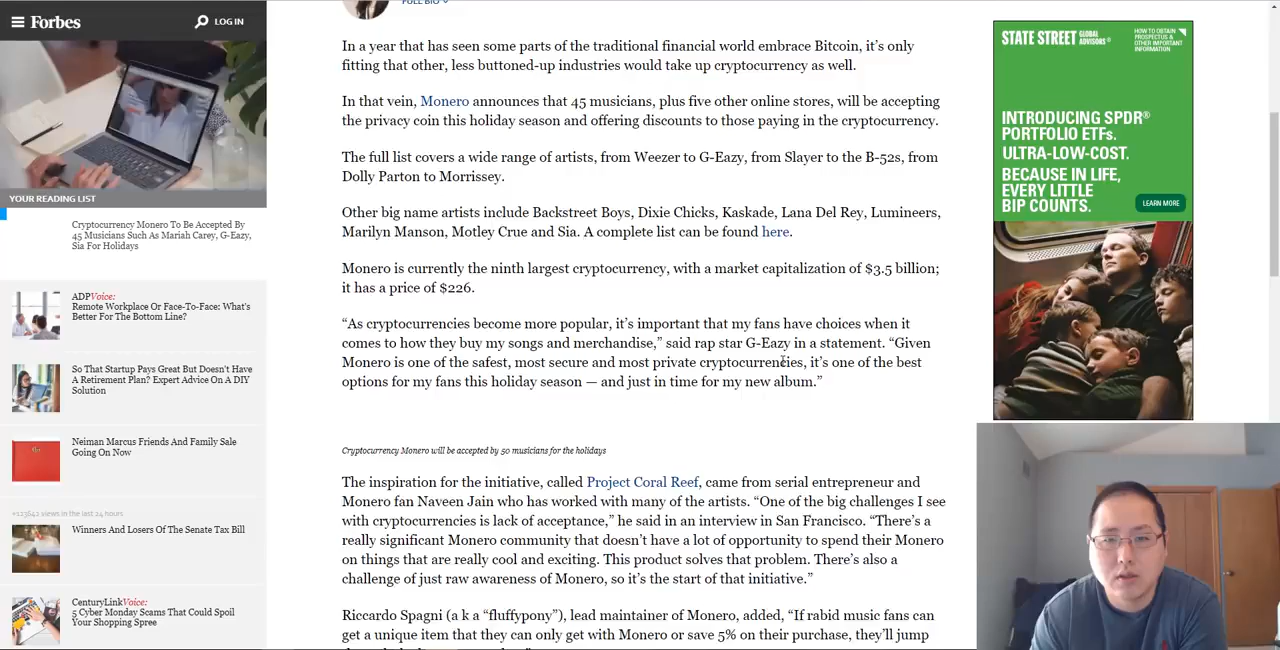 Forbes
LOG IN
YOUR READING LIST
Cryptocurrency Monero To Be Accepted By
45 Musicians Such As Mariah Carey, G-Eazy,
Sia For Holidays
ADPVoice:
Remote Workplace Or Face-To-Face: What's
Better For The Bottom Line?
So That Startup Pays Great But Doesn't Have
A Retirement Plan? Expert Advice On A DIY
Solution
Neiman Marcus Friends And Family Sale
Going On Now
+123642 views in the last 24 hours
Winners And Losers Of The Senate Tax Bill
CenturyLinkVoice:
5 Cyber Monday Scams That Could Spoil
Your Shopping Spree
FULL BIO
In a year that has seen some parts of the traditional financial world embrace Bitcoin, it's only
fitting that other, less buttoned-up industries would take up cryptocurrency as well.
In that vein, Monero announces that 45 musicians, plus five other online stores, will be accepting
the privacy coin this holiday season and offering discounts to those paying in the cryptocurrency.
The full list covers a wide range of artists, from Weezer to G-Eazy, from Slayer to the B-52s, from
Dolly Parton to Morrissey.
Other big name artists include Backstreet Boys, Dixie Chicks, Kaskade, Lana Del Rey, Lumineers,
Marilyn Manson, Motley Crue and Sia. A complete list can be found here.
Monero is currently the ninth largest cryptocurrency, with a market capitalization of $3.5 billion;
it has a price of $226.
“As cryptocurrencies become more popular, it's important that my fans have choices when it
comes to how they buy my songs and merchandise,” said rap star G-Eazy in a statement. “Given
Monero is one of the safest, most secure and most private cryptocurrencies, it's one of the best
options for my fans this holiday season — and just in time for my new album.”
Cryptocurrency Monero will be accepted by 50 musicians for the holidays
The inspiration for the initiative, called Project Coral Reef, came from serial entrepreneur and
Monero fan Naveen Jain who has worked with many of the artists. “One of the big challenges I see
with cryptocurrencies is lack of acceptance,” he said in an interview in San Francisco. “There's a
really significant Monero community that doesn't have a lot of opportunity to spend their Monero
on things that are really cool and exciting. This product solves that problem. There's also a
challenge of just raw awareness of Monero, so it's the start of that initiative.”
Riccardo Spagni (a k a “fluffypony”), lead maintainer of Monero, added, “If rabid music fans can
get a unique item that they can only get with Monero or save 5% on their purchase, they'll jump
STATE STREET GLOBAL ADVISORS®
HOW TO OBTAIN
PROSPECTUS &
OTHER IMPORTANT
INFORMATION
INTRODUCING SPDR®
PORTFOLIO ETFs.
ULTRA-LOW-COST.
BECAUSE IN LIFE,
EVERY LITTLE
BIP COUNTS.
LEARN MORE